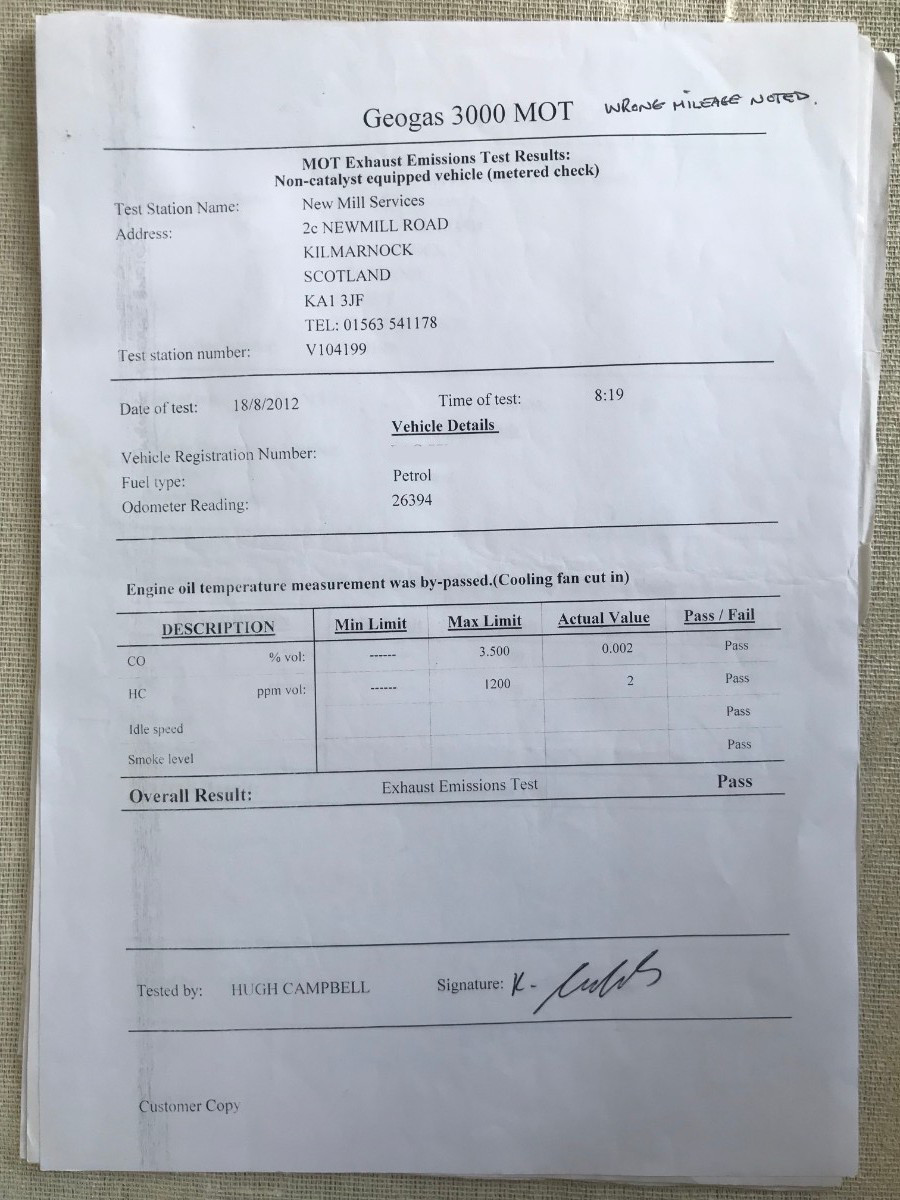 Geogas 3000 MOT WRONG MILEAGE NOTED.
MOT Exhaust Emissions Test Results:
Non-catalyst equipped vehicle (metered check)
Test Station Name: New Mill Services
Address: 2c NEWMILL ROAD
KILMARNOCK
SCOTLAND
KA1 3JF
TEL: 01563 541178
Test station number: V104199
Date of test: 18/8/2012 Time of test: 8:19
Vehicle Details
Vehicle Registration Number:
Fuel type: Petrol
Odometer Reading: 26394
Engine oil temperature measurement was by-passed.(Cooling fan cut in)
DESCRIPTION Min Limit Max Limit Actual Value Pass / Fail
CO % vol: ------ 3.500 0.002 Pass
HC ppm vol: ------ 1200 2 Pass
Idle speed Pass
Smoke level Pass
Overall Result: Exhaust Emissions Test Pass
Tested by: HUGH CAMPBELL Signature:
Customer Copy